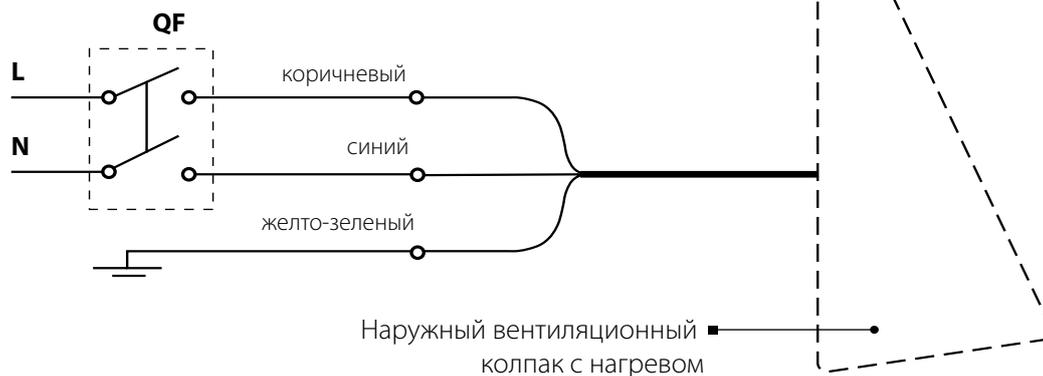 QF
L
коричневый
N
синий
желто-зеленый
Наружный вентиляционный
колпак с нагревом